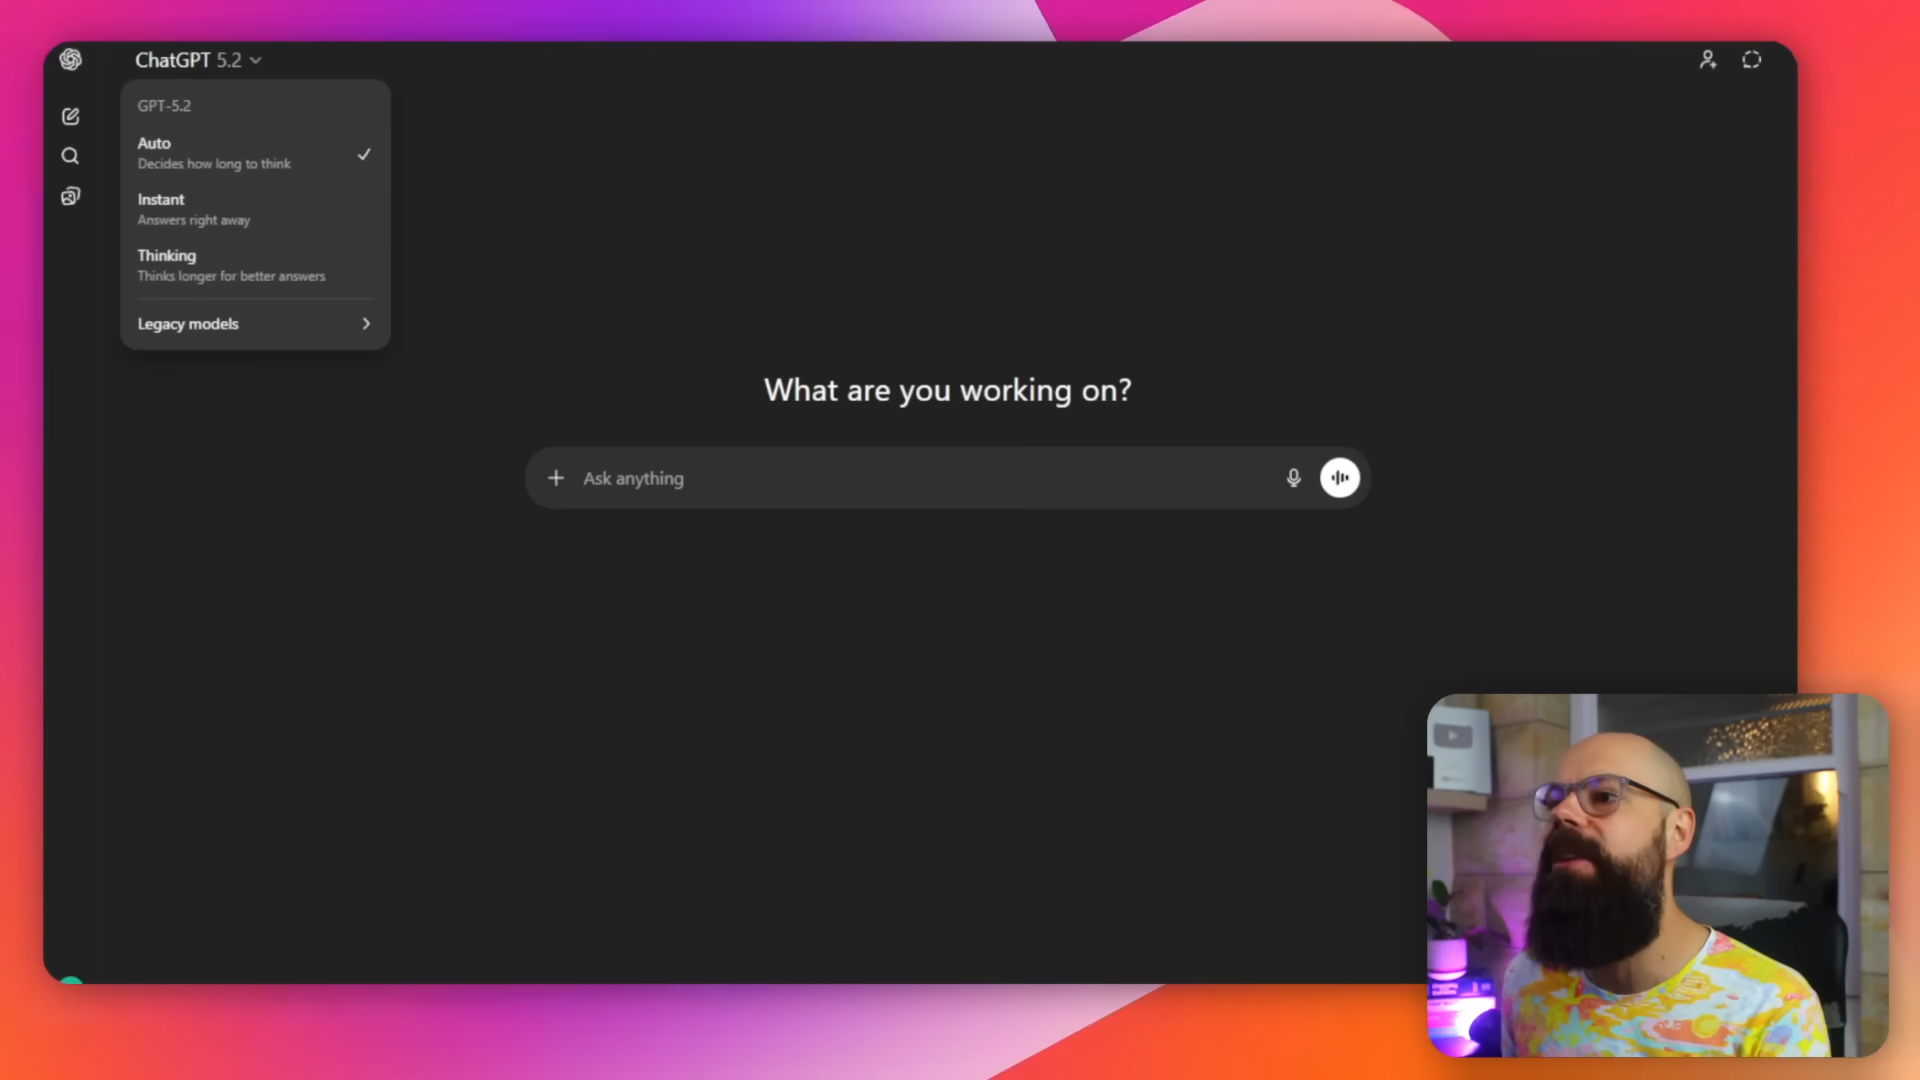 ChatGPT 5.2
GPT-5.2
Auto
Decides how long to think
Instant
Answers right away
Thinking
Thinks longer for better answers
Legacy models
What are you working on?
Ask anything